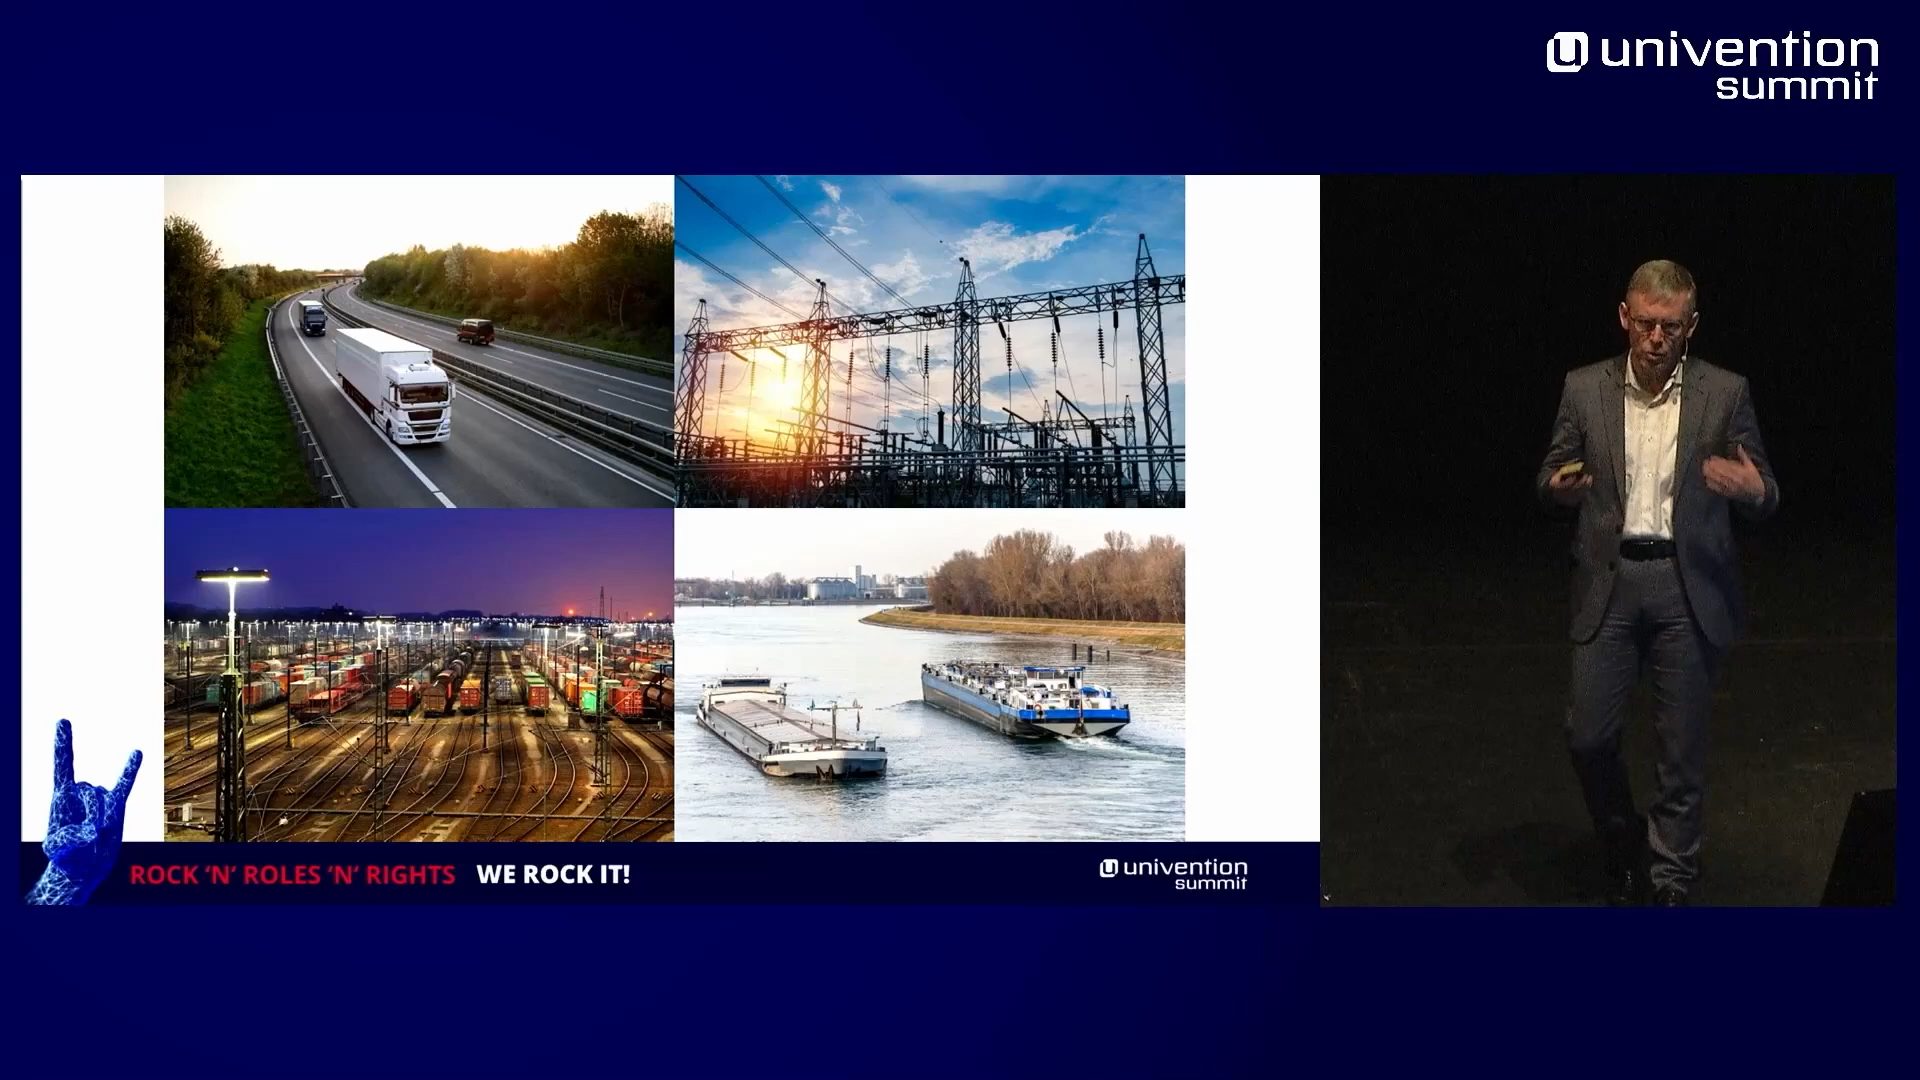 univention
summit
ROCK ‘N’ ROLES ‘N’ RIGHTS WE ROCK IT!
univention
summit